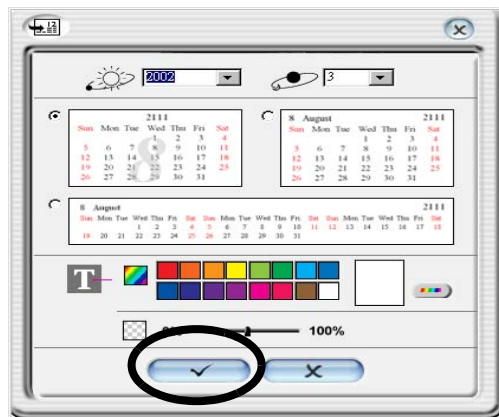 12
2002 3
2111
Sun Mon Tue Wed Thu Fri Sat
1 2 3 4
5 6 7 8 9 10 11
12 13 14 15 16 17 18
19 20 21 22 23 24 25
26 27 28 29 30 31
8
8 August 2111
Sun Mon Tue Wed Thu Fri Sat
1 2 3 4
5 6 7 8 9 10 11
12 13 14 15 16 17 18
19 20 21 22 23 24 25
26 27 28 29 30 31
8 August 2111
Sun Mon Tue Wed Thu Fri Sat Sun Mon Tue Wed Thu Fri Sat Sun Mon Tue Wed Thu Fri Sat
1 2 3 4 5 6 7 8 9 10 11 12 13 14 15 16 17 18
19 20 21 22 23 24 25 26 27 28 29 30 31
T
0% 100%